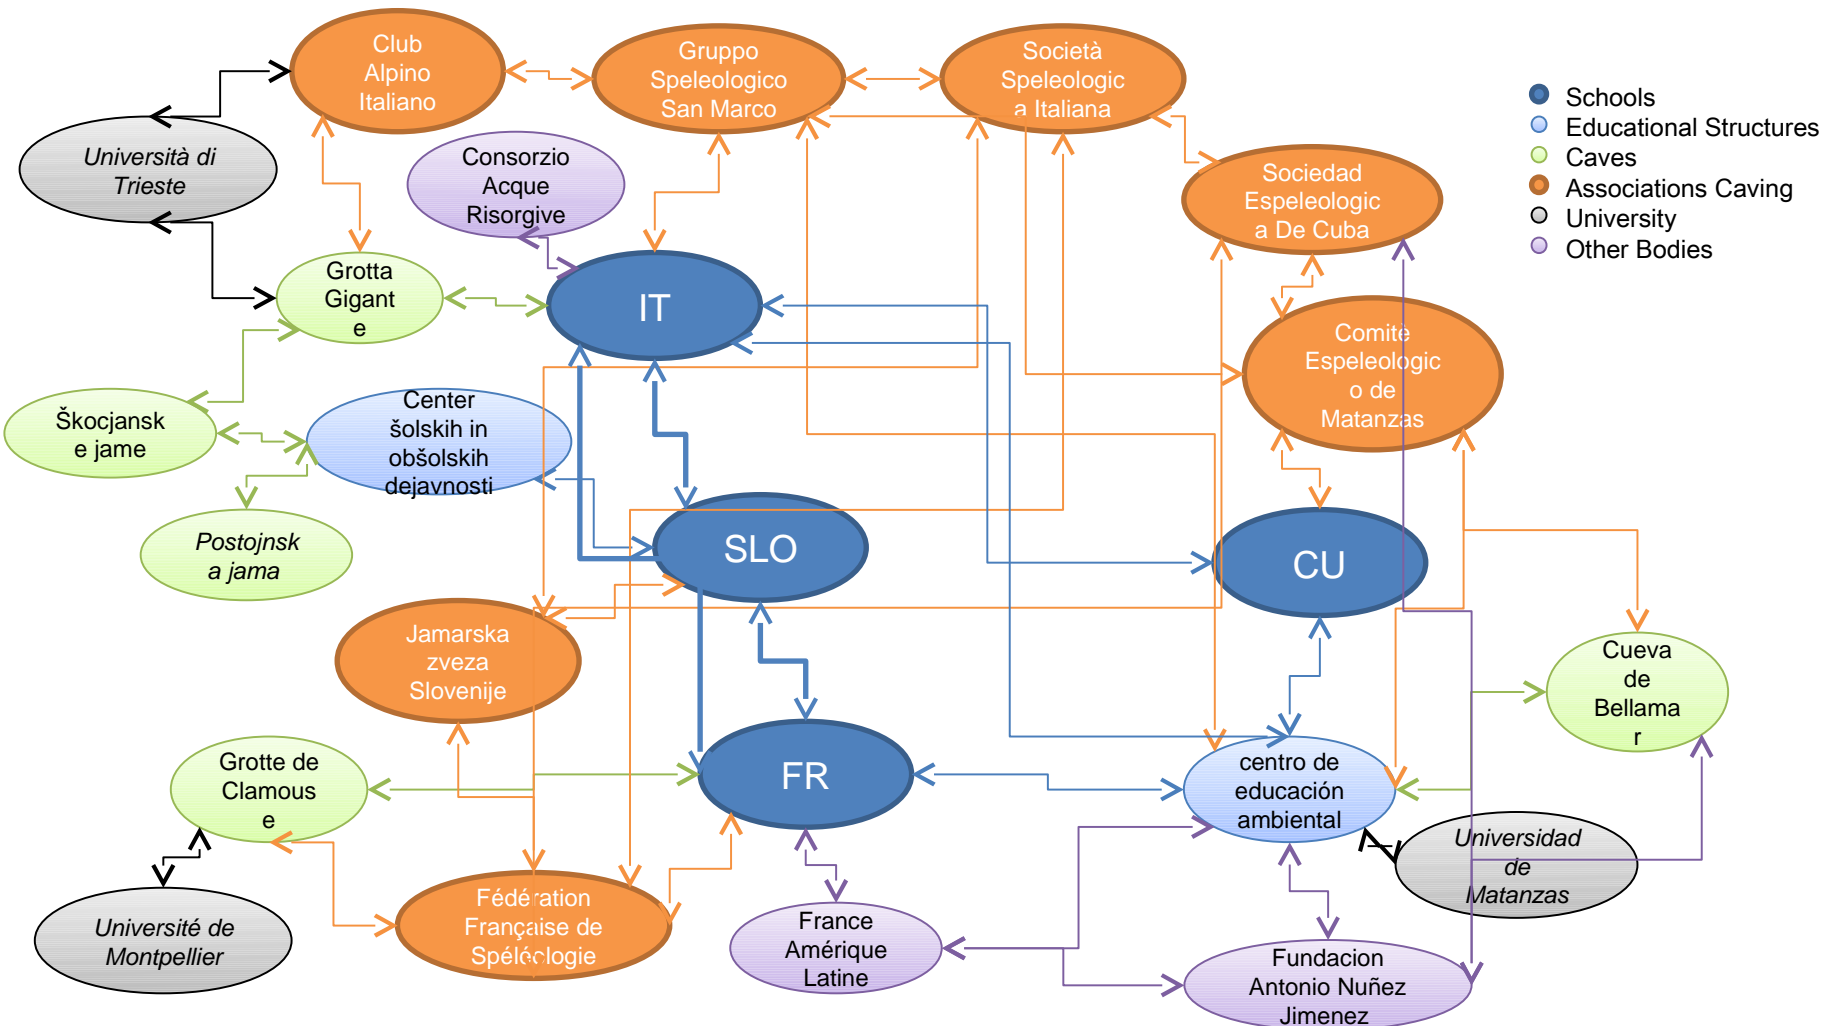 Club
Alpino
Italiano
Gruppo
Speleologico
San Marco
Società
Speleologic
a Italiana
Schools
Educational Structures
Caves
Associations Caving
University
Other Bodies
Università di
Trieste
Consorzio
Acque
Risorgive
Sociedad
Espeleologic
a De Cuba
Grotta
Gigant
e
IT
Comité
Espeleologic
o de
Matanzas
Škocjansk
e jame
Center
šolskih in
obšolskih
dejavnosti
Postojnsk
a jama
SLO
CU
Jamarska
zveza
Slovenije
Cueva
de
Bellama
r
Grotte de
Clamous
e
FR
centro de
educación
ambiental
Universidad
de
Matanzas
Université de
Montpellier
Fédération
Française de
Spéléologie
France
Amérique
Latine
Fundacion
Antonio Nuñez
Jimenez